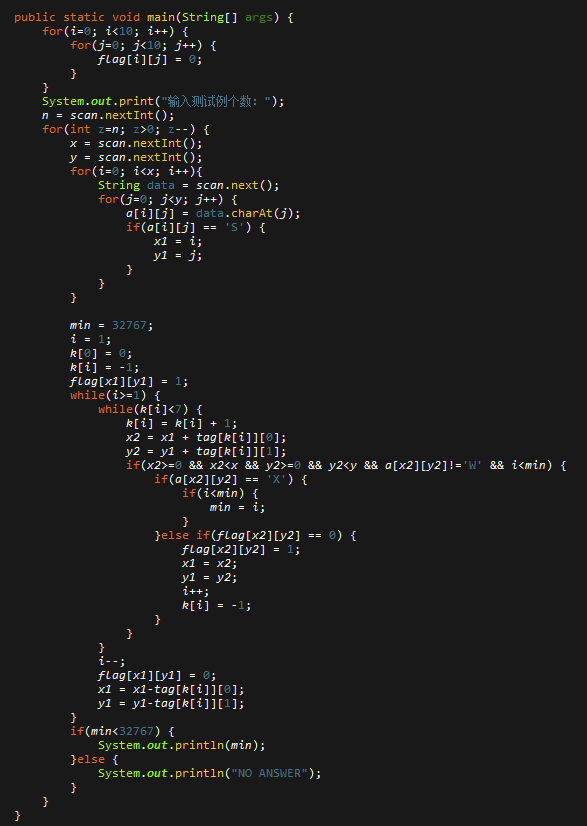 public static void main(String[] args) {
for(i=0; i<10; i++) {
for(j=0; j<10; j++) {
flag[i][j] = 0;
}
}
System.out.print("输入测试例个数: ");
n = scan.nextInt();
for(int z=n; z>0; z--) {
x = scan.nextInt();
y = scan.nextInt();
for(i=0; i<x; i++){
String data = scan.next();
for(j=0; j<y; j++) {
a[i][j] = data.charAt(j);
if(a[i][j] == 'S') {
x1 = i;
y1 = j;
}
}
}
min = 32767;
i = 1;
k[0] = 0;
k[i] = -1;
flag[x1][y1] = 1;
while(i>=1) {
while(k[i]<7) {
k[i] = k[i] + 1;
x2 = x1 + tag[k[i]][0];
y2 = y1 + tag[k[i]][1];
if(x2>=0 && x2<x && y2>=0 && y2<y && a[x2][y2]!='W' && i<min) {
if(a[x2][y2] == 'X') {
if(i<min) {
min = i;
}
}else if(flag[x2][y2] == 0) {
flag[x2][y2] = 1;
x1 = x2;
y1 = y2;
i++;
k[i] = -1;
}
}
}
i--;
flag[x1][y1] = 0;
x1 = x1-tag[k[i]][0];
y1 = y1-tag[k[i]][1];
}
if(min<32767) {
System.out.println(min);
}else {
System.out.println("NO ANSWER");
}
}
}